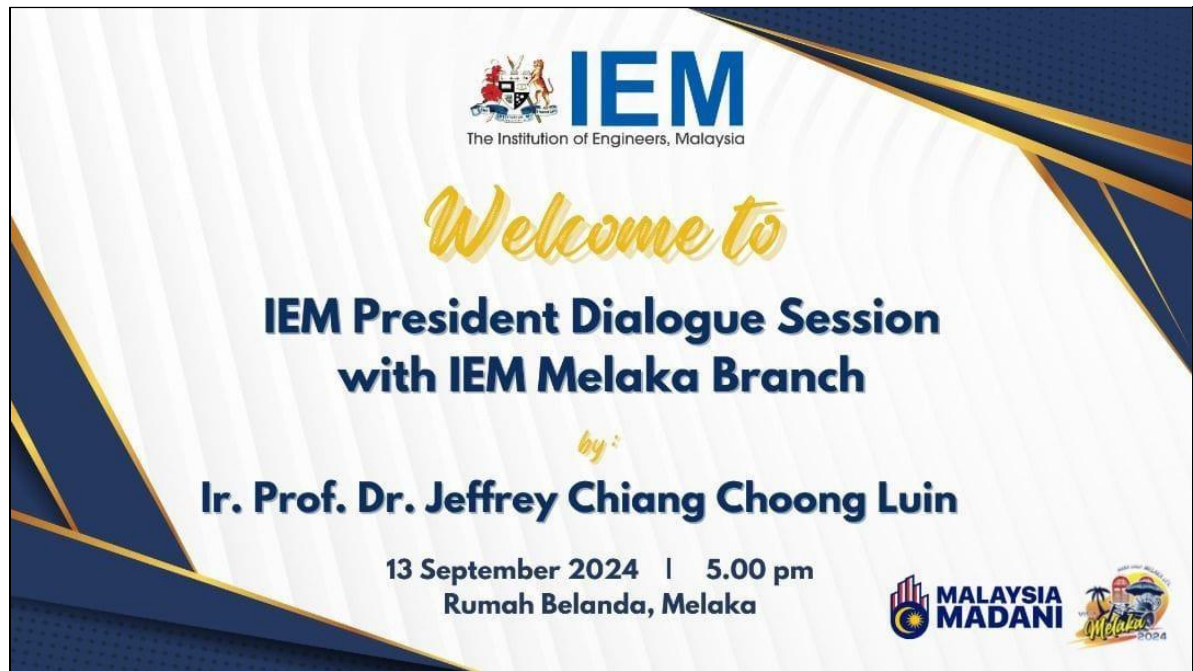 IEM
The Institution of Engineers, Malaysia
Welcome to
IEM President Dialogue Session
with IEM Melaka Branch
by :
Ir. Prof. Dr. Jeffrey Chiang Choong Luin
13 September 2024 | 5.00 pm
Rumah Belanda, Melaka
MALAYSIA
MADANI
Melaka
2024